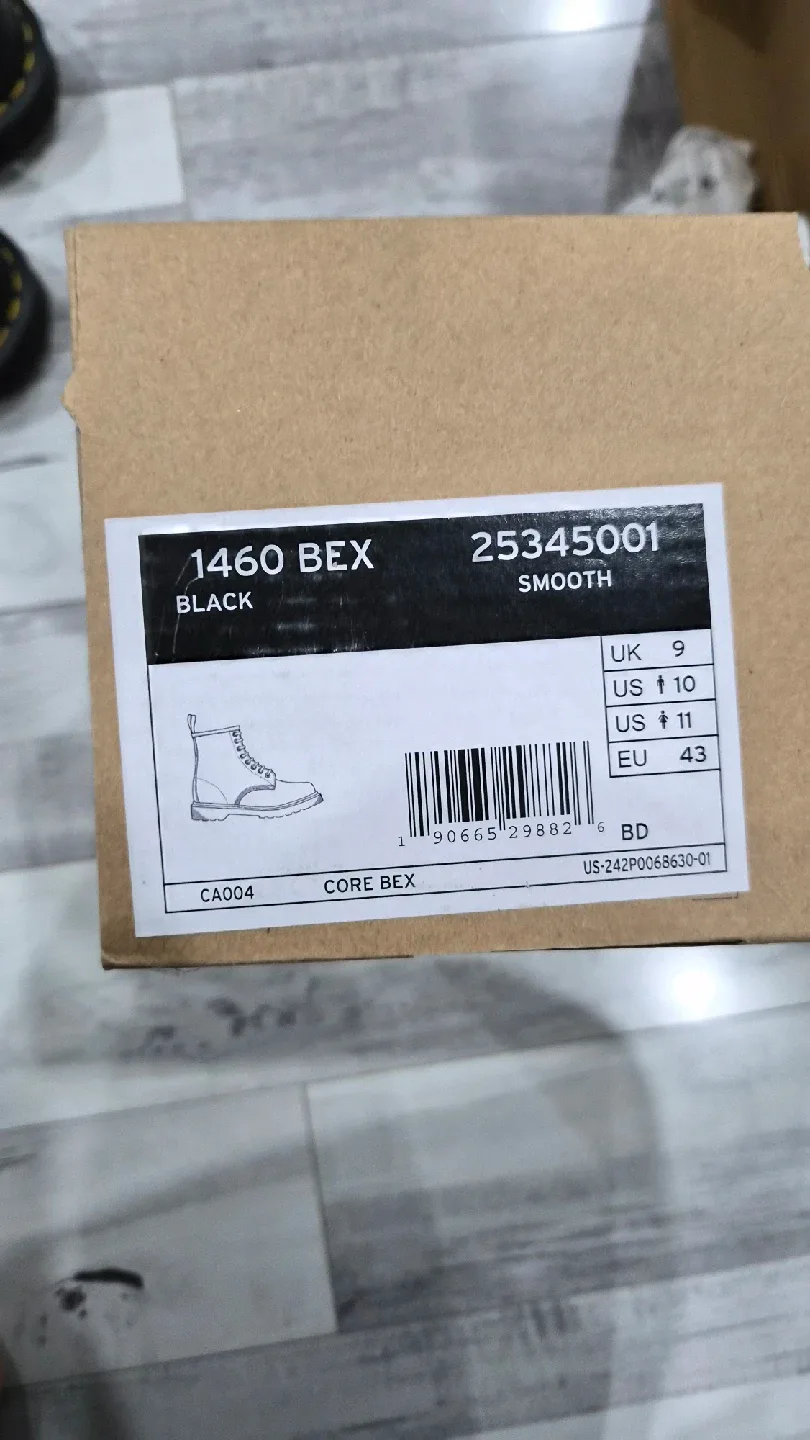 1460 BEX 25345001
BLACK SMOOTH
UK 9
US 10
US 11
EU 43
1 90665 29882 6 BD
CA004 CORE BEX US-242P0068630-01